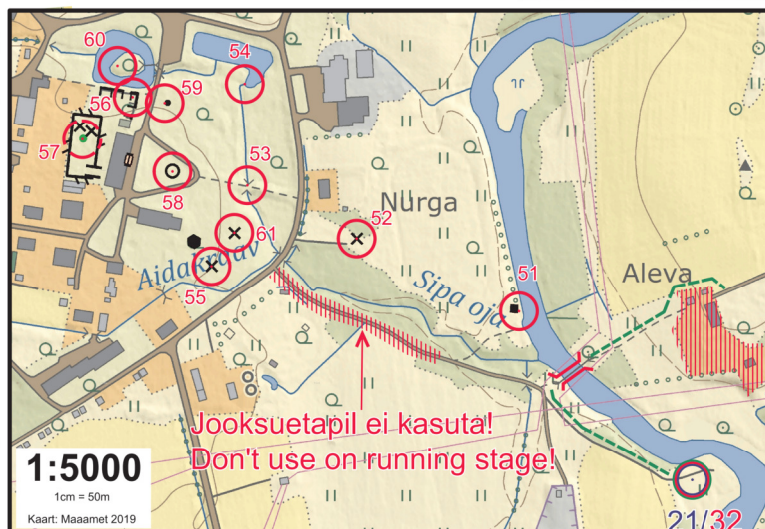 60
54
56
59
57
53
58
Nurga
52
61
Aidakraav
55
51
Sipa oja
Aleva
Jooksuetapil ei kasuta!
Don't use on running stage!
1:5000
1cm = 50m
Kaart: Maaamet 2019
21/32